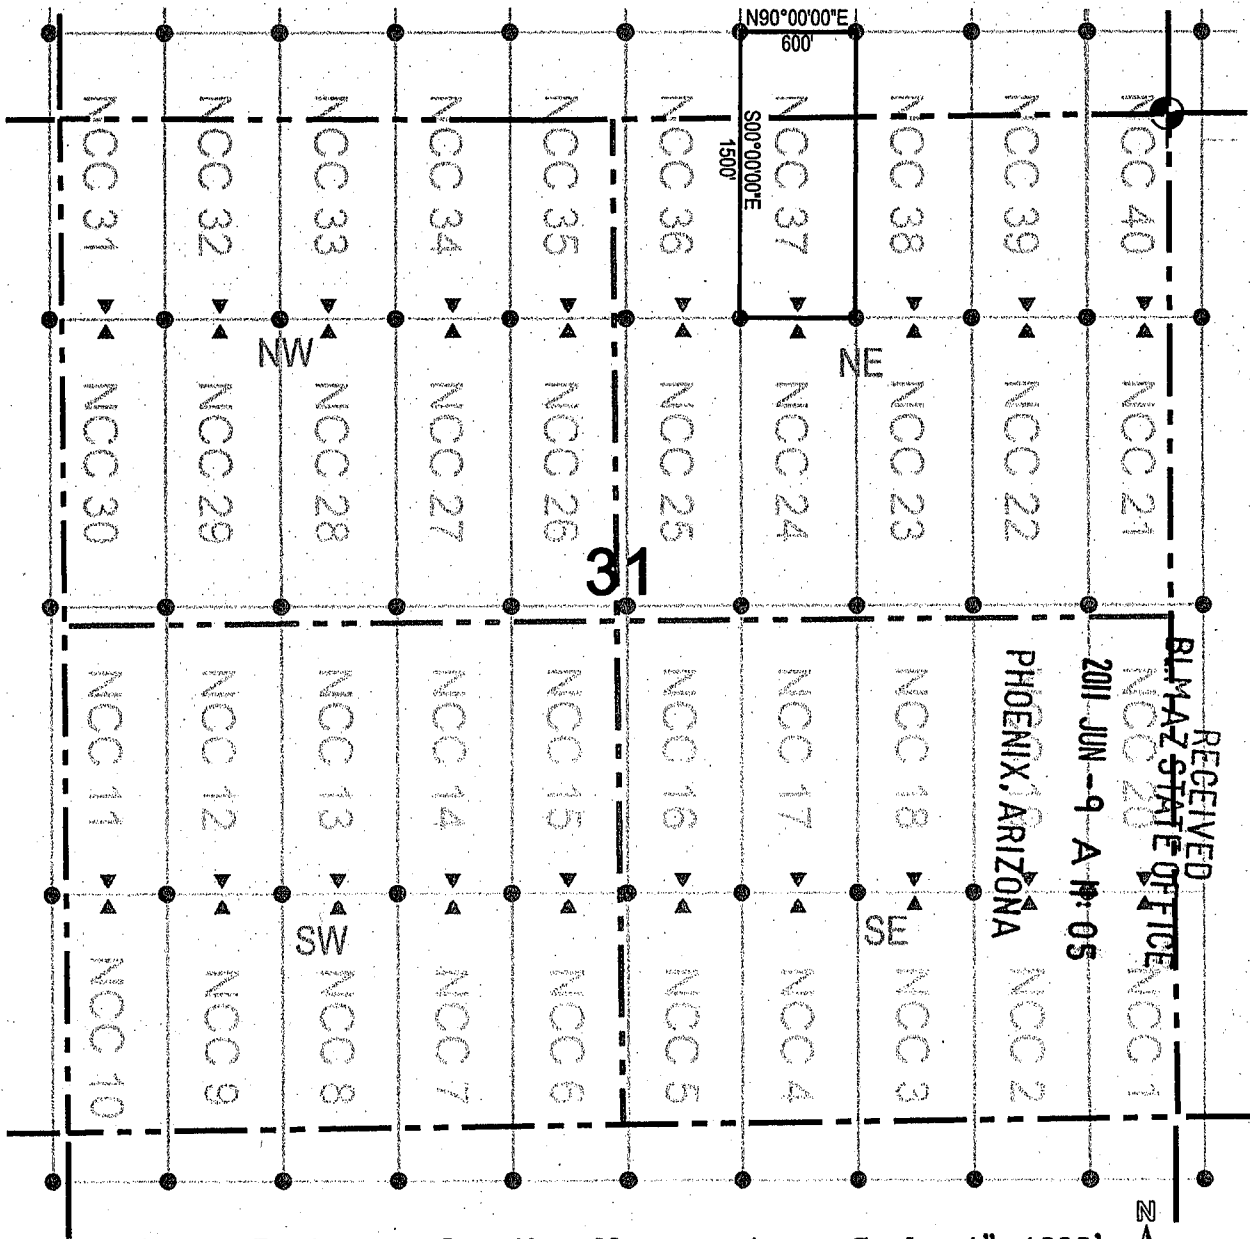 N90°00'00"E
600'
S00°00'00"E
1500'
NCC 31
NCC 32
NCC 33
NCC 34
NCC 35
NCC 36
NCC 37
NCC 38
NCC 39
NCC 40
NW
NE
NCC 30
NCC 29
NCC 28
NCC 27
NCC 26
NCC 25
NCC 24
NCC 23
NCC 22
NCC 21
31
NCC 11
NCC 12
NCC 13
NCC 14
NCC 15
NCC 16
NCC 17
NCC 18
NCC 19
NCC 20
RECEIVED
BLM AZ STATE OFFICE
2011 JUN -9 A 11: 05
PHOENIX, ARIZONA
SW
SE
NCC 10
NCC 9
NCC 8
NCC 7
NCC 6
NCC 5
NCC 4
NCC 3
NCC 2
NCC 1
N